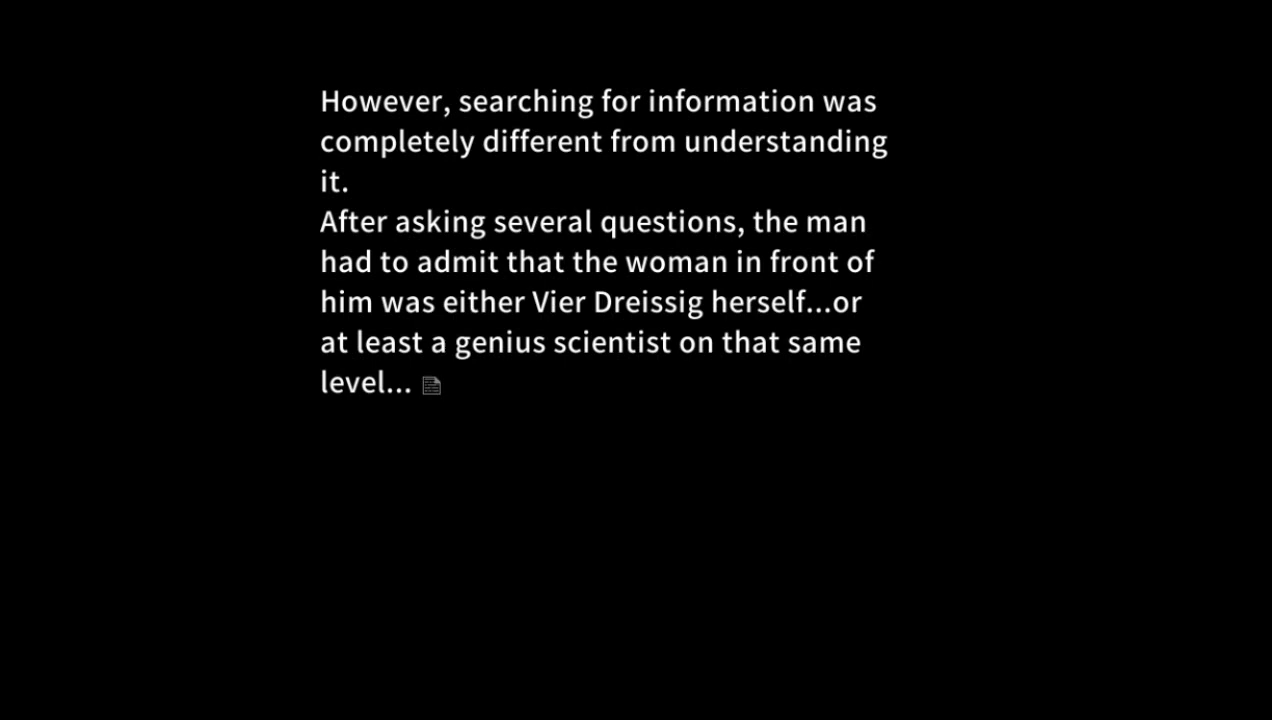 However, searching for information was
completely different from understanding
it.
After asking several questions, the man
had to admit that the woman in front of
him was either Vier Dreissig herself...or
at least a genius scientist on that same
level...